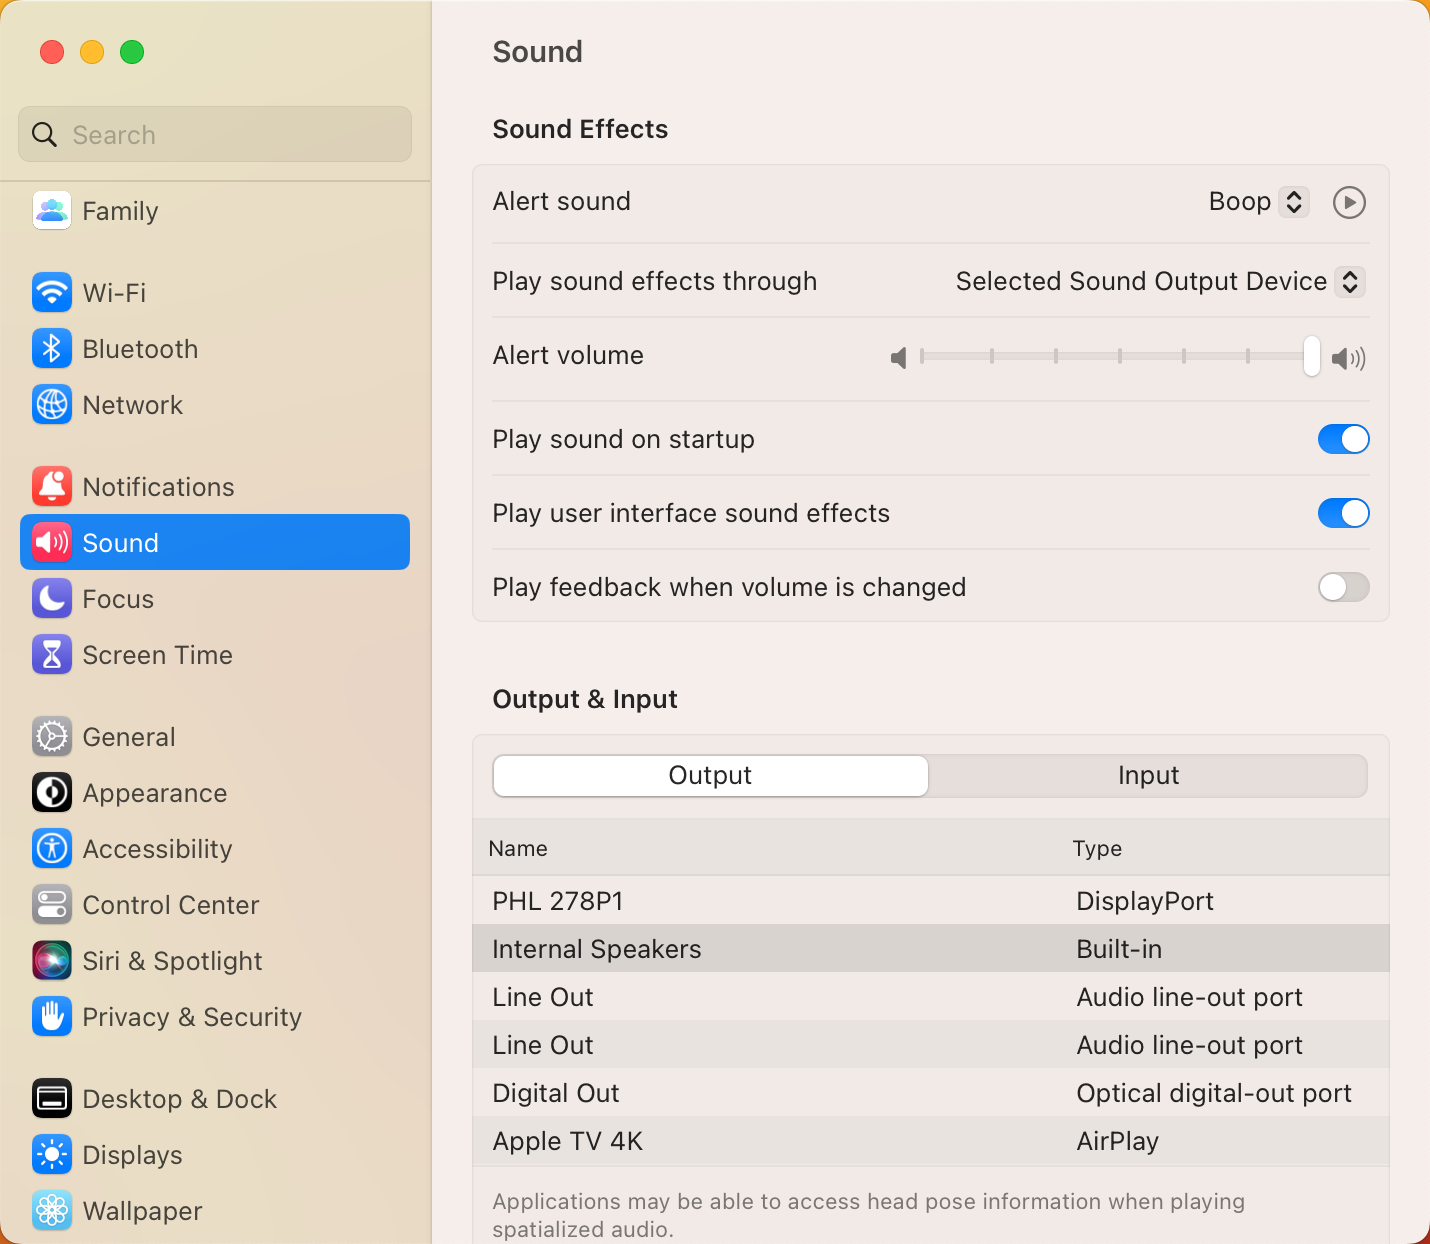 Search
Family
Wi-Fi
Bluetooth
Network
Notifications
Sound
Focus
Screen Time
General
Appearance
Accessibility
Control Center
Siri & Spotlight
Privacy & Security
Desktop & Dock
Displays
Wallpaper
Sound
Sound Effects
Alert sound Boop
Play sound effects through Selected Sound Output Device
Alert volume
Play sound on startup
Play user interface sound effects
Play feedback when volume is changed
Output & Input
Output Input
Name Type
PHL 278P1 DisplayPort
Internal Speakers Built-in
Line Out Audio line-out port
Line Out Audio line-out port
Digital Out Optical digital-out port
Apple TV 4K AirPlay
Applications may be able to access head pose information when playing
spatialized audio.